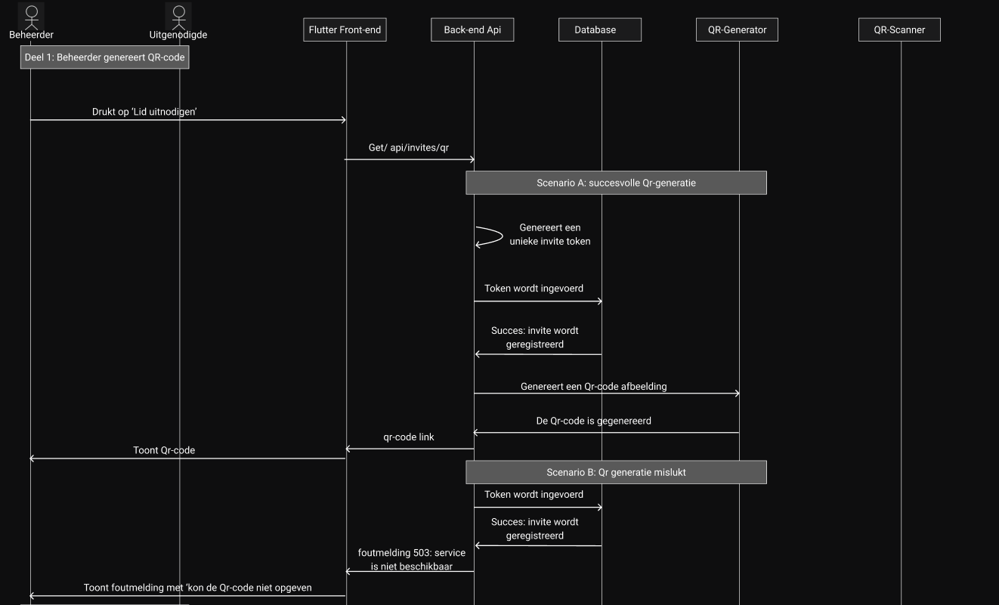 Beheerder
Uitgenodigde
Flutter Front-end
Back-end Api
Database
QR-Generator
QR-Scanner
Deel 1: Beheerder genereert QR-code
Drukt op ‘Lid uitnodigen’
Get/ api/invites/qr
Scenario A: succesvolle Qr-generatie
Genereert een
unieke invite token
Token wordt ingevoerd
Succes: invite wordt
geregistreerd
Genereert een Qr-code afbeelding
De Qr-code is gegenereerd
qr-code link
Toont Qr-code
Scenario B: Qr generatie mislukt
Token wordt ingevoerd
Succes: invite wordt
geregistreerd
foutmelding 503: service
is niet beschikbaar
Toont foutmelding met ‘kon de Qr-code niet opgeven